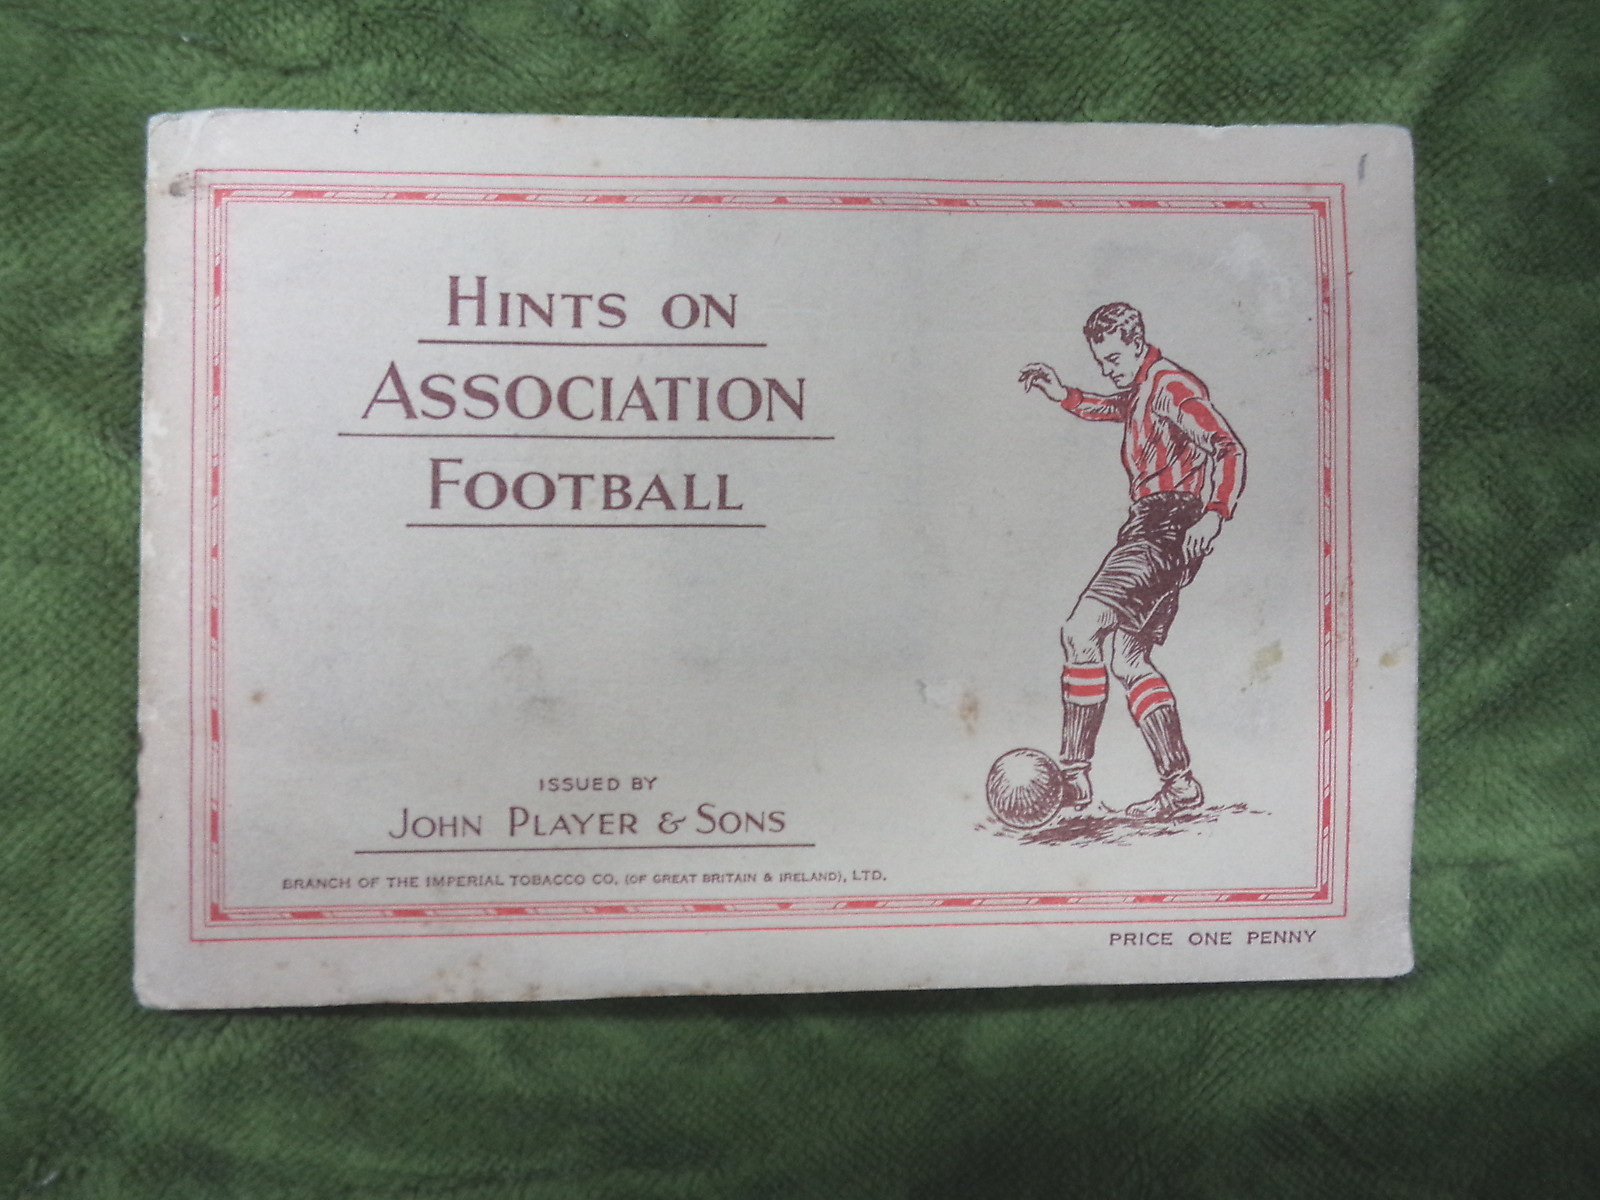 HINTS ON
ASSOCIATION
FOOTBALL
ISSUED BY
JOHN PLAYER & SONS
BRANCH OF THE IMPERIAL TOBACCO CO. (OF GREAT BRITAIN & IRELAND), LTD.
PRICE ONE PENNY